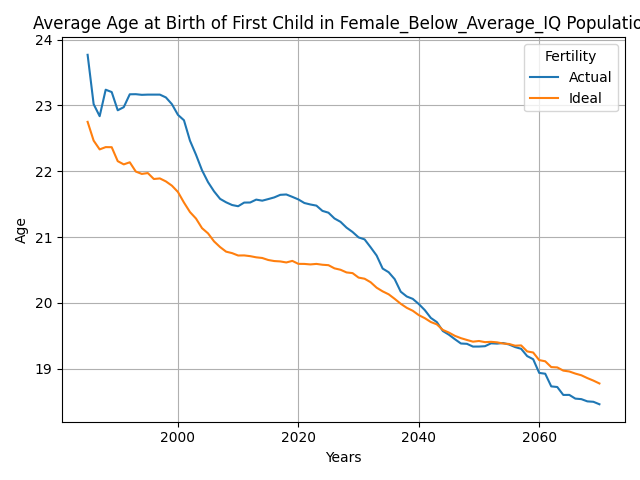 Average Age at Birth of First Child in Female_Below_Average_IQ Populatio
24
23
22
21
20
19
Age
Fertility
Actual
Ideal
2000 2020 2040 2060
Years